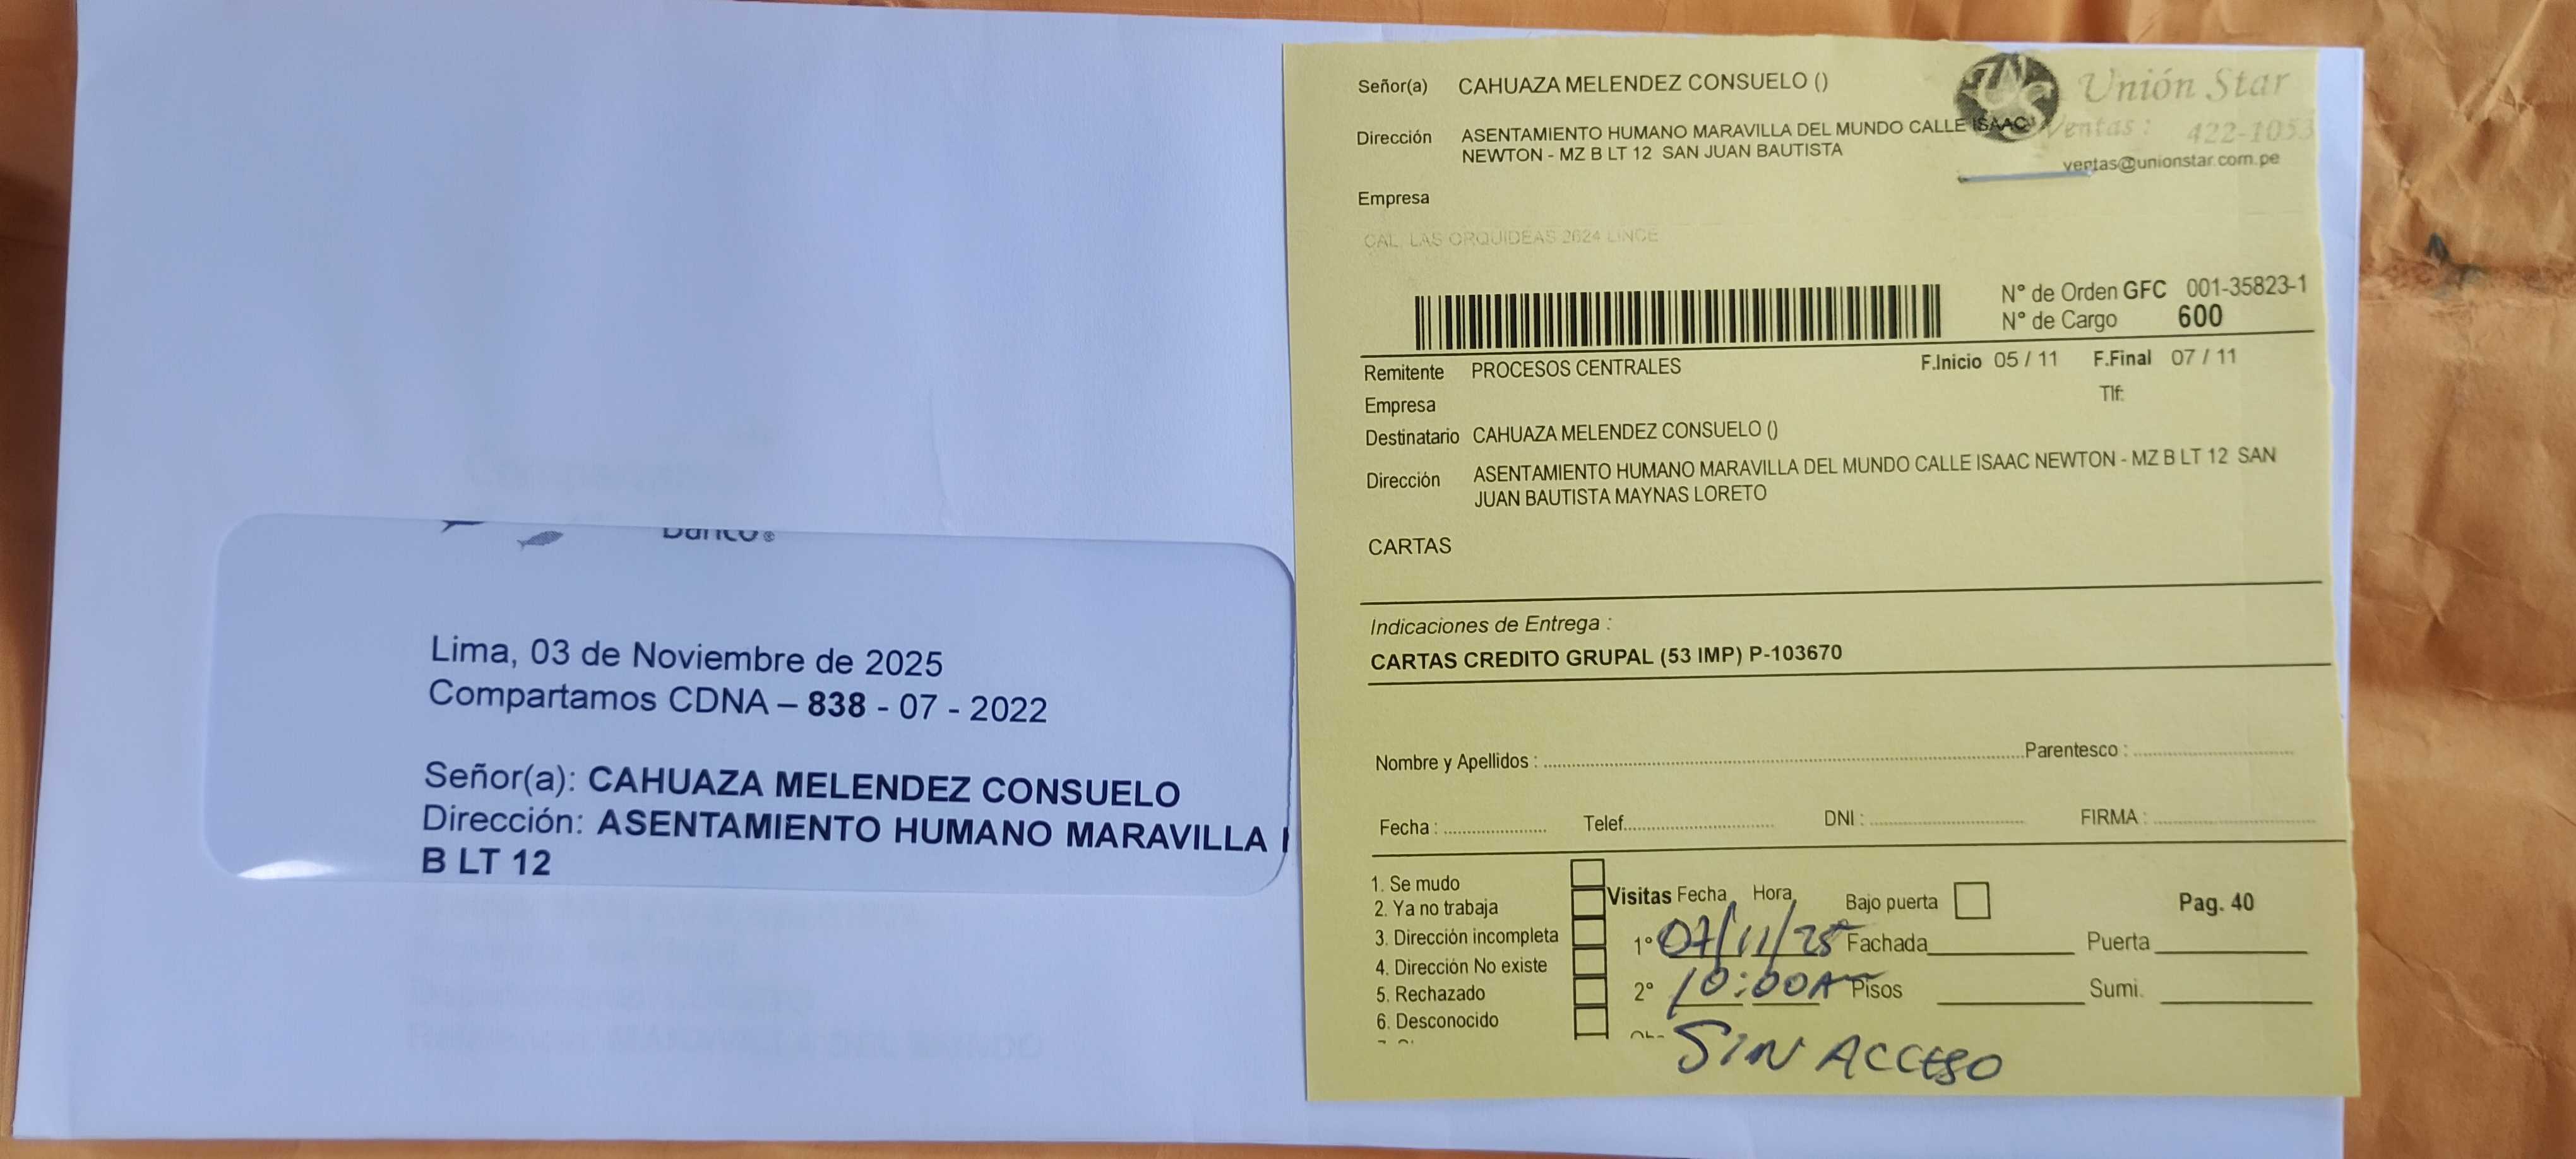 Banco®
Lima, 03 de Noviembre de 2025
Compartamos CDNA – 838 - 07 - 2022
Señor(a): CAHUAZA MELENDEZ CONSUELO
Dirección: ASENTAMIENTO HUMANO MARAVILLA
B LT 12
Señor(a) CAHUAZA MELENDEZ CONSUELO ()
Unión Star
Dirección ASENTAMIENTO HUMANO MARAVILLA DEL MUNDO CALLE ISAAC
Ventas: 422-1053
NEWTON - MZ B LT 12 SAN JUAN BAUTISTA
ventas@unionstar.com.pe
Empresa
CAL. LAS ORQUIDEAS 2624 LINCE
N° de Orden GFC 001-35823-1
N° de Cargo 600
Remitente PROCESOS CENTRALES F.Inicio 05 / 11 F.Final 07 / 11
Empresa Tlf:
Destinatario CAHUAZA MELENDEZ CONSUELO ()
Dirección ASENTAMIENTO HUMANO MARAVILLA DEL MUNDO CALLE ISAAC NEWTON - MZ B LT 12 SAN
JUAN BAUTISTA MAYNAS LORETO
CARTAS
Indicaciones de Entrega :
CARTAS CREDITO GRUPAL (53 IMP) P-103670
Nombre y Apellidos : Parentesco :
Fecha : Telef. DNI : FIRMA :
1. Se mudo
2. Ya no trabaja
3. Dirección incompleta
4. Dirección No existe
5. Rechazado
6. Desconocido
Visitas Fecha Hora Bajo puerta Pag. 40
1° 07/11/25 Fachada Puerta
2° 10:00A Pisos Sumi.
SIN ACCESO